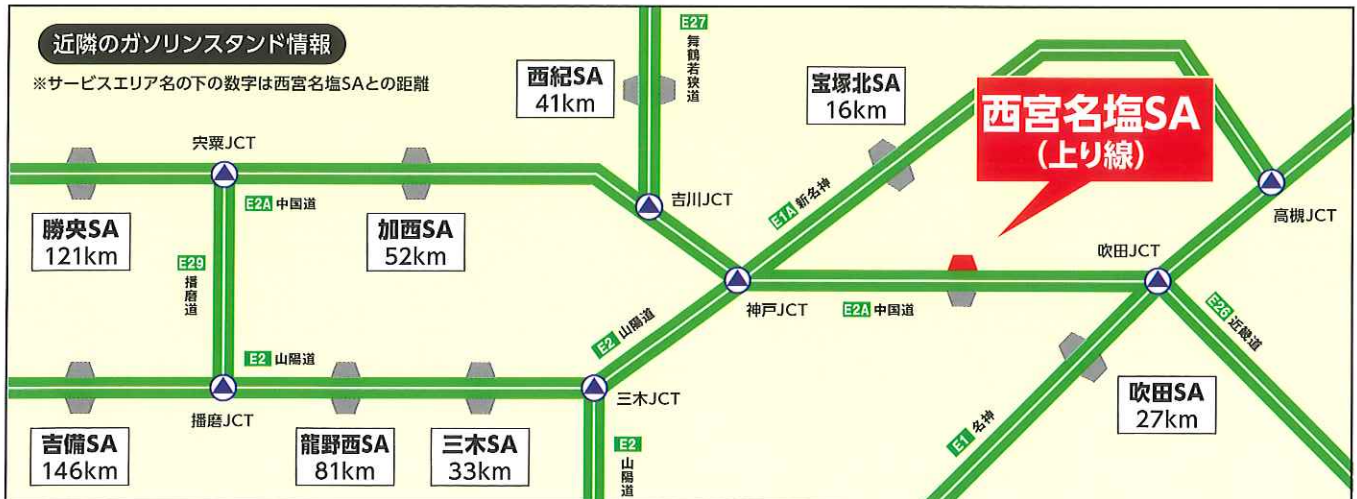 近隣のガソリンスタンド情報
※サービスエリア名の下の数字は西宮名塩SAとの距離
E27
舞鶴若狭道
西紀SA
41km
宝塚北SA
16km
西宮名塩SA
(上り線)
宍粟JCT
E2A 中国道
吉川JCT
E1A 新名神
高槻JCT
勝央SA
121km
加西SA
52km
E29
播磨道
吹田JCT
神戸JCT
E2A 中国道
E26 近畿道
E2 山陽道
E2 山陽道
播磨JCT
三木JCT
吹田SA
27km
吉備SA
146km
龍野西SA
81km
三木SA
33km
E2
山陽道
E1 名神